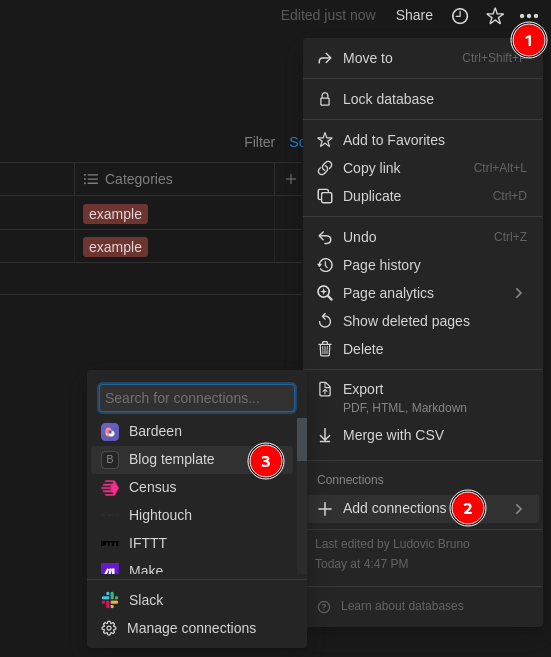 Edited just now Share
1
Move to Ctrl+Shift+P
Lock database
Add to Favorites
Copy link Ctrl+Alt+L
Duplicate Ctrl+D
Undo Ctrl+Z
Page history
Page analytics
Show deleted pages
Delete
Export
PDF, HTML, Markdown
Merge with CSV
Connections
Add connections 2
Last edited by Ludovic Bruno
Today at 4:47 PM
Learn about databases
Filter So
Categories
example
example
Search for connections...
Bardeen
B Blog template 3
Census
Hightouch
IFTTT IFTTT
Make
Slack
Manage connections